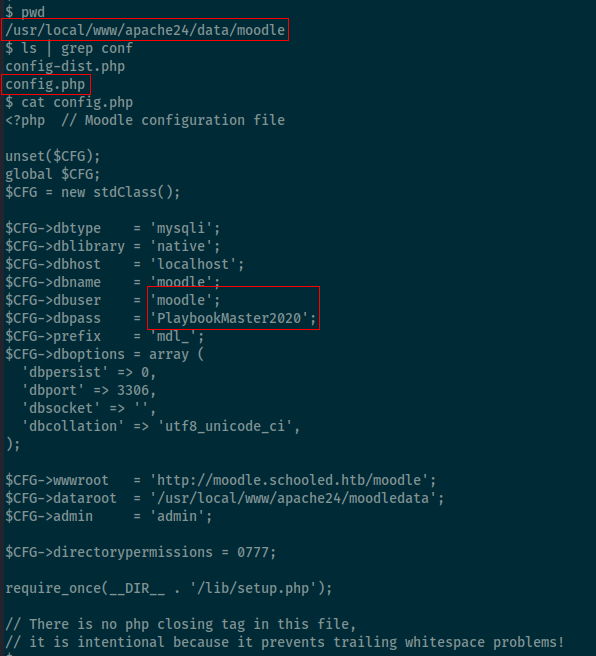 $ pwd
/usr/local/www/apache24/data/moodle
$ ls | grep conf
config-dist.php
config.php
$ cat config.php
<?php  // Moodle configuration file

unset($CFG);
global $CFG;
$CFG = new stdClass();

$CFG->dbtype    = 'mysqli';
$CFG->dblibrary = 'native';
$CFG->dbhost    = 'localhost';
$CFG->dbname    = 'moodle';
$CFG->dbuser    = 'moodle';
$CFG->dbpass    = 'PlaybookMaster2020';
$CFG->prefix    = 'mdl_';
$CFG->dboptions = array (
  'dbpersist' => 0,
  'dbport' => 3306,
  'dbsocket' => '',
  'dbcollation' => 'utf8_unicode_ci',
);

$CFG->wwwroot   = 'http://moodle.schooled.htb/moodle';
$CFG->dataroot  = '/usr/local/www/apache24/moodledata';
$CFG->admin     = 'admin';

$CFG->directorypermissions = 0777;

require_once(__DIR__ . '/lib/setup.php');

// There is no php closing tag in this file,
// it is intentional because it prevents trailing whitespace problems!